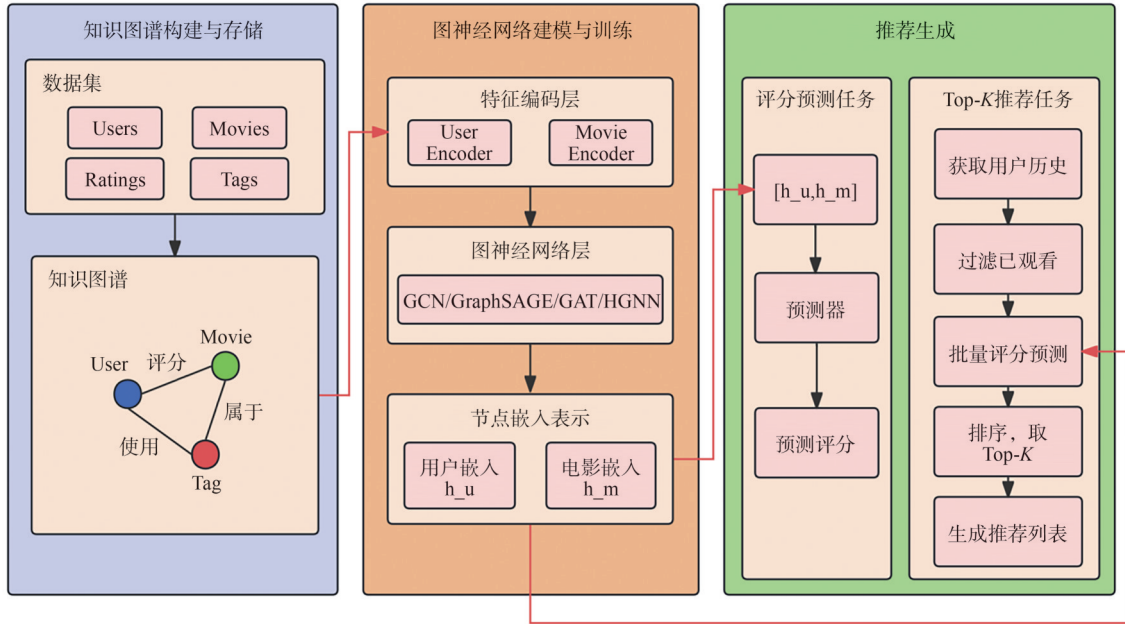 知识图谱构建与存储
数据集
Users
Movies
Ratings
Tags
知识图谱
Movie
User
评分
属于
使用
Tag
图神经网络建模与训练
特征编码层
User
Encoder
Movie
Encoder
图神经网络层
GCN/GraphSAGE/GAT/HGNN
节点嵌入表示
用户嵌入
h_u
电影嵌入
h_m
推荐生成
评分预测任务
[h_u,h_m]
预测器
预测评分
Top-K推荐任务
获取用户历史
过滤已观看
批量评分预测
排序，取
Top-K
生成推荐列表